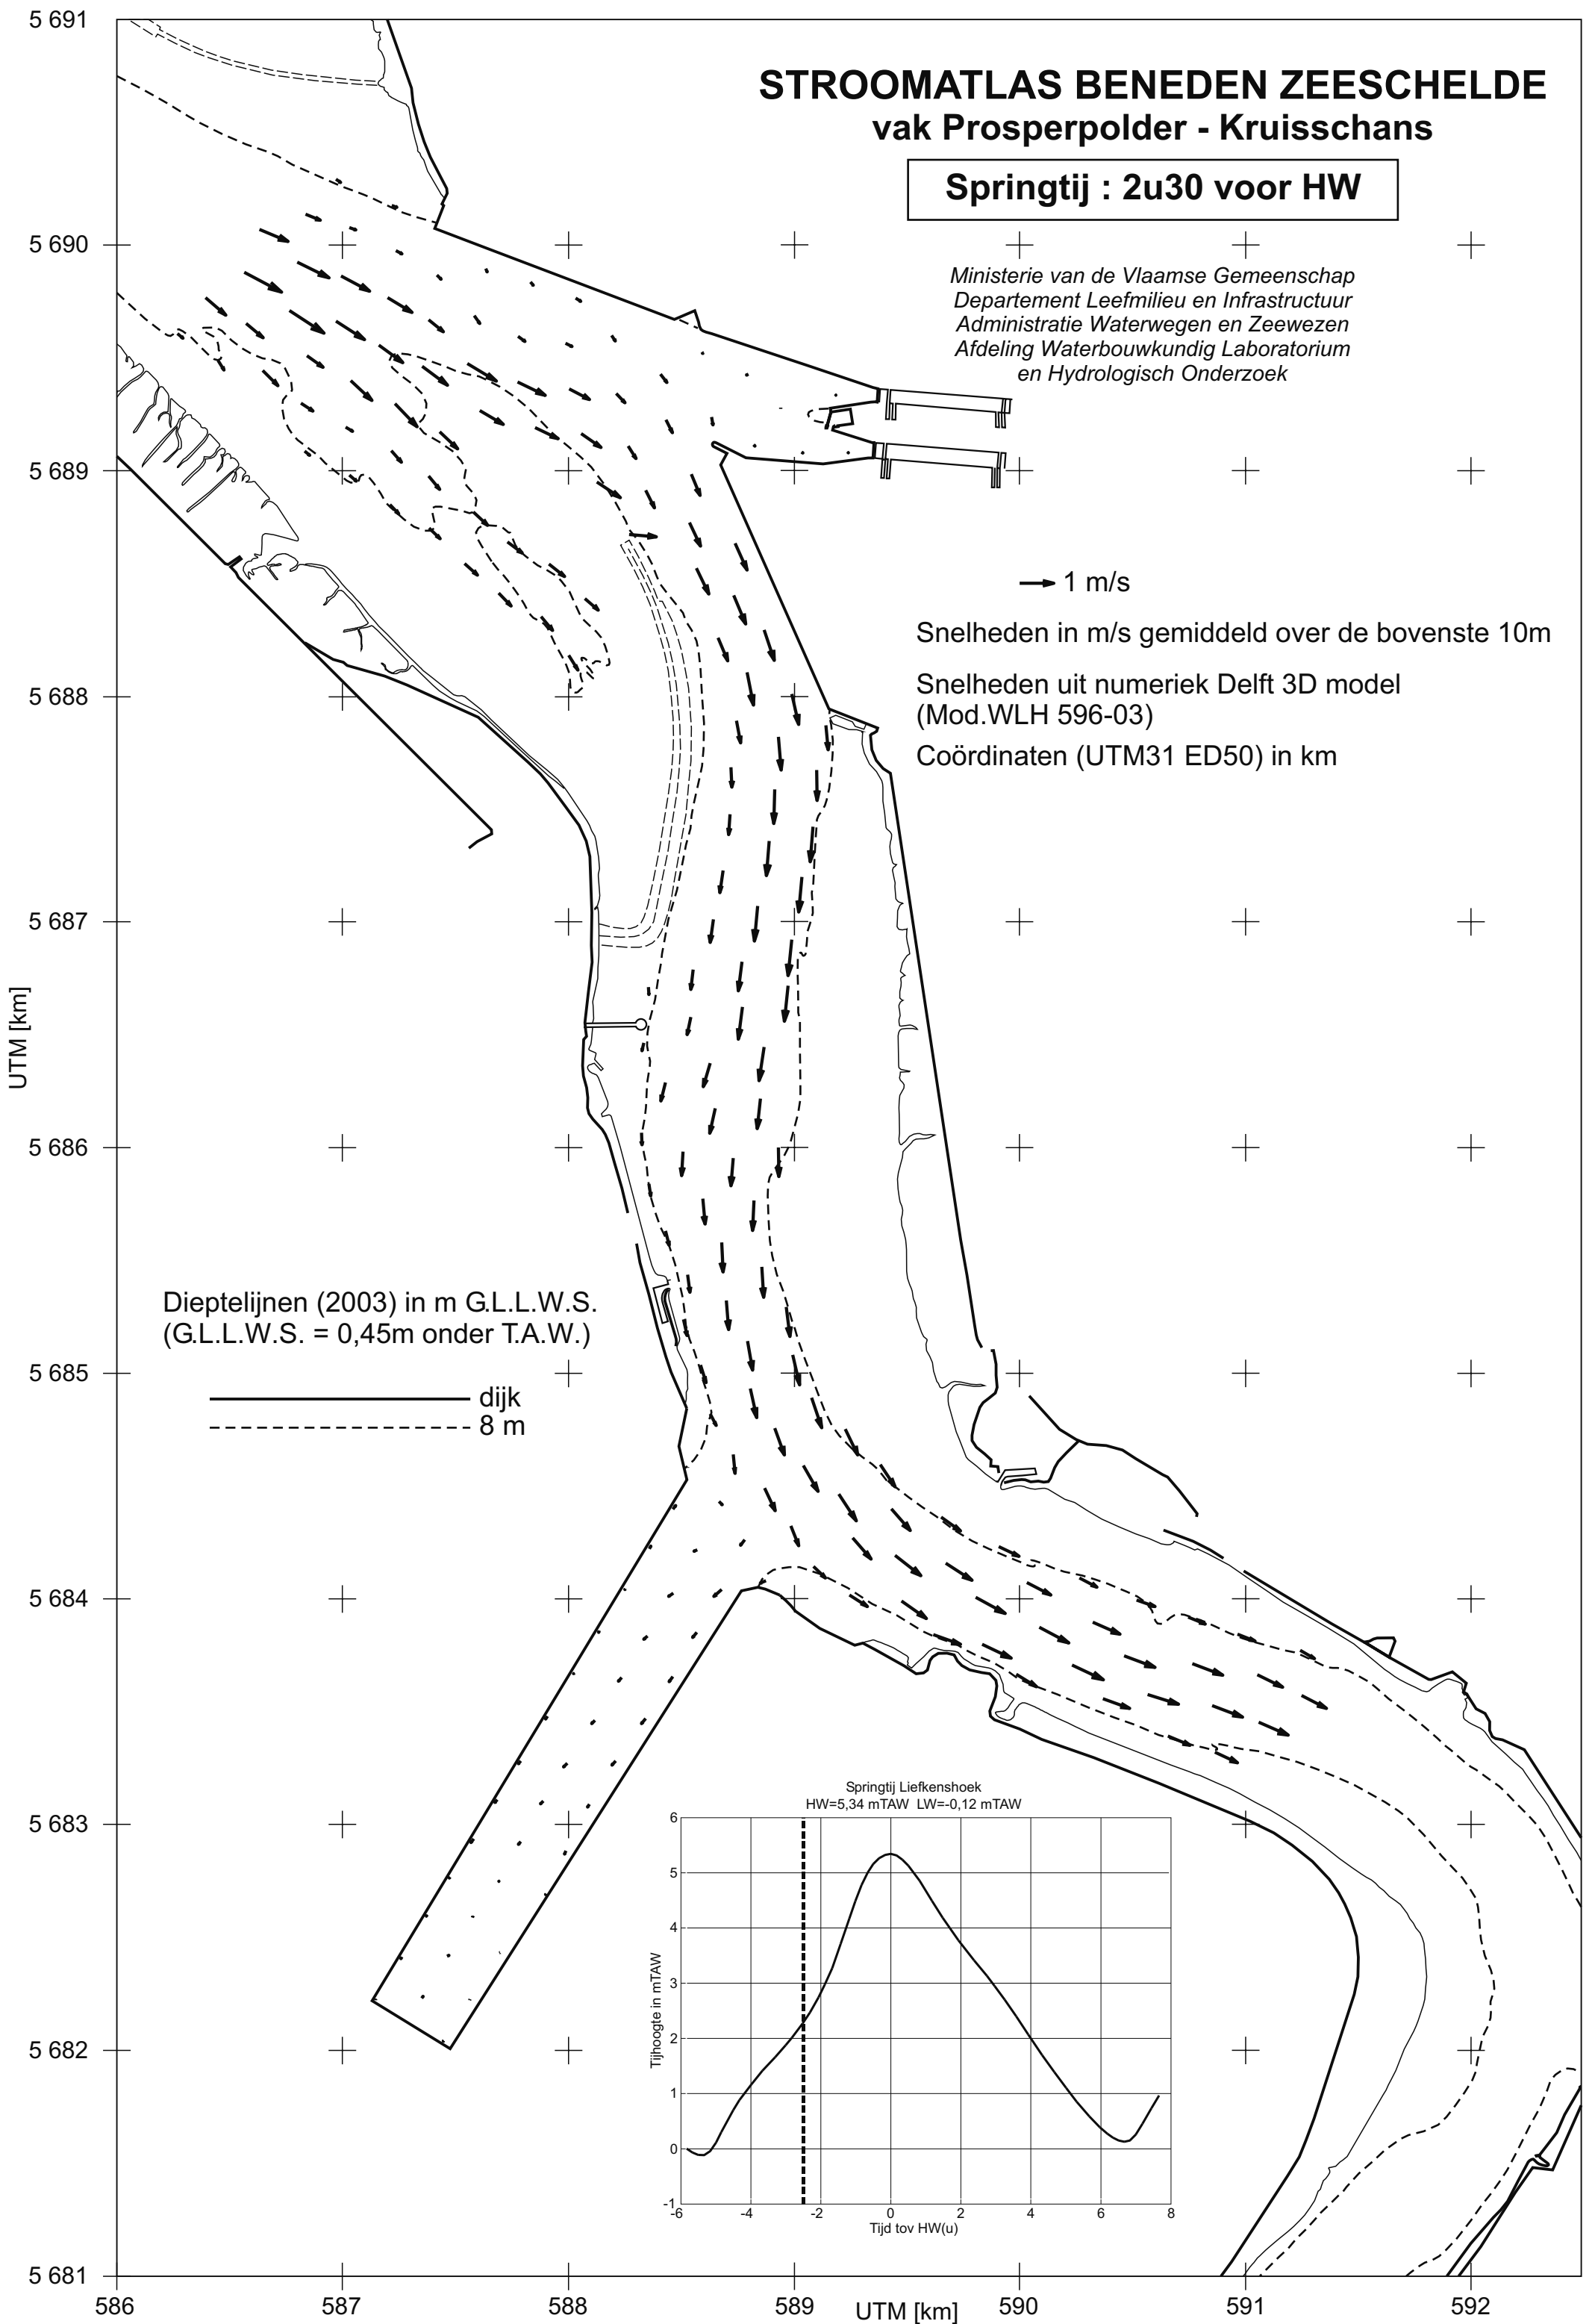 STROOMATLAS BENEDEN ZEESCHELDE
vak Prosperpolder - Kruisschans
Springtij : 2u30 voor HW
Ministerie van de Vlaamse Gemeenschap
Departement Leefmilieu en Infrastructuur
Administratie Waterwegen en Zeewezen
Afdeling Waterbouwkundig Laboratorium
en Hydrologisch Onderzoek
1 m/s
Snelheden in m/s gemiddeld over de bovenste 10m
Snelheden uit numeriek Delft 3D model
(Mod.WLH 596-03)
Coördinaten (UTM31 ED50) in km
Dieptelijnen (2003) in m G.L.L.W.S.
(G.L.L.W.S. = 0,45m onder T.A.W.)
dijk
8 m
5 691
5 690
5 689
5 688
5 687
5 686
5 685
5 684
5 683
5 682
5 681
UTM [km]
586 587 588 589 590 591 592
UTM [km]
Springtij Liefkenshoek
HW=5,34 mTAW LW=-0,12 mTAW
6
5
4
3
2
1
0
-1
Tijhoogte in mTAW
-6 -4 -2 0 2 4 6 8
Tijd tov HW(u)